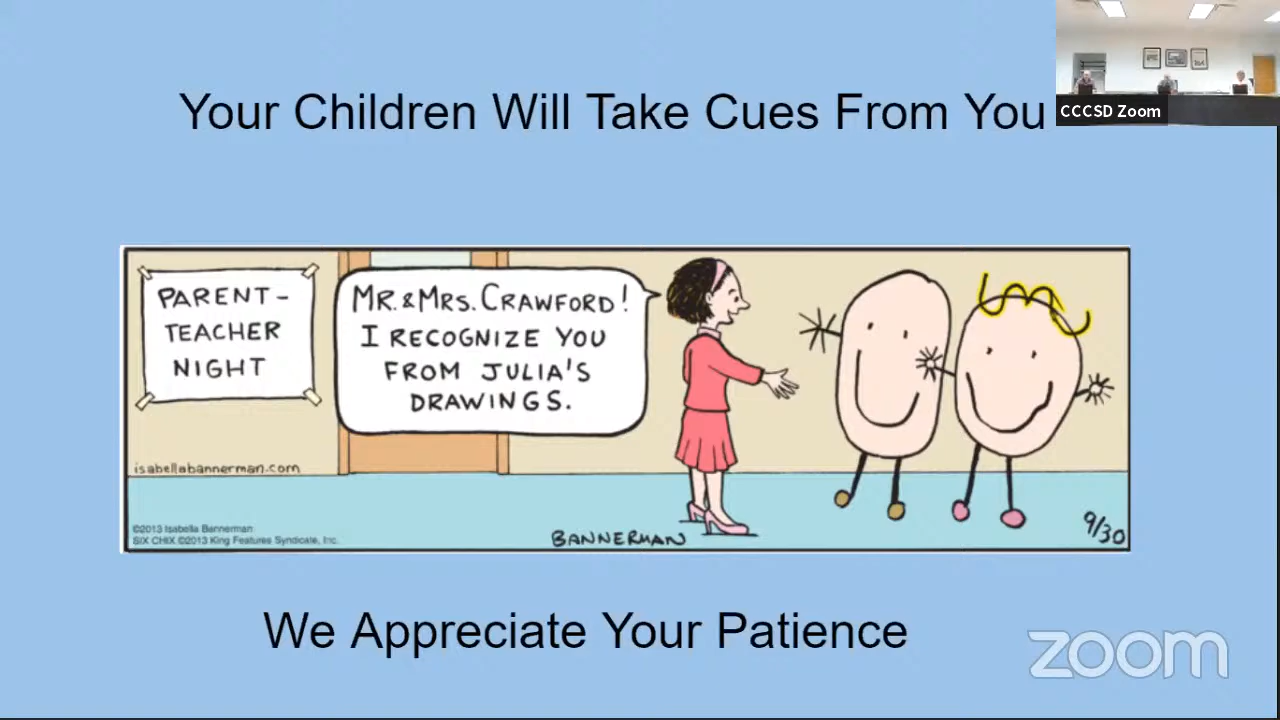 Your Children Will Take Cues From You
CCCSD Zoom
PARENT-
TEACHER
NIGHT
MR. & MRS. CRAWFORD!
I RECOGNIZE YOU
FROM JULIA'S
DRAWINGS.
isabellabannerman.com
©2013 Isabella Bannerman
SIX CHIX ©2013 King Features Syndicate, Inc.
BANNERMAN
9/30
We Appreciate Your Patience
zoom